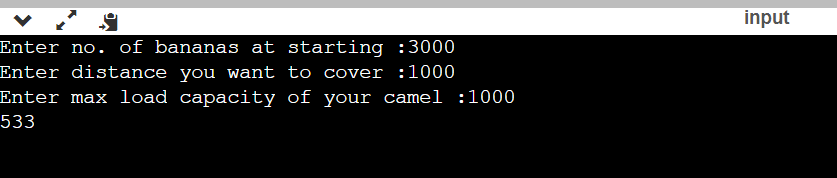 input
Enter no. of bananas at starting :3000
Enter distance you want to cover :1000
Enter max load capacity of your camel :1000
533